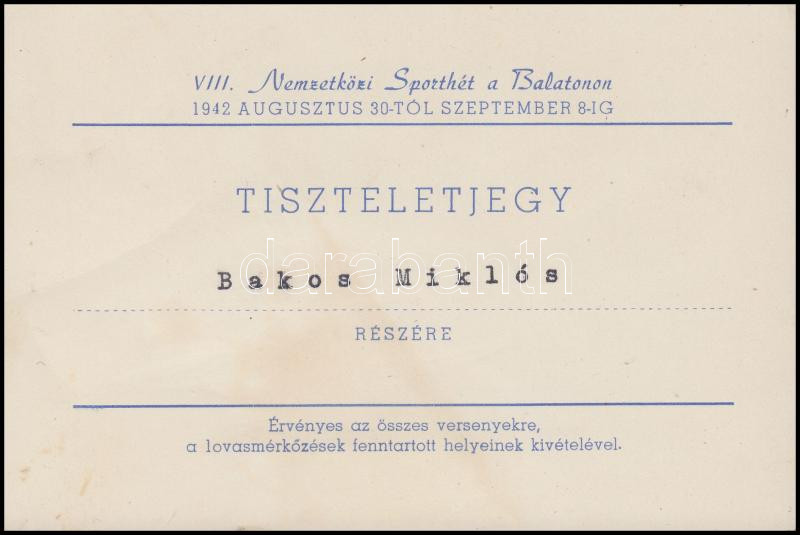 VIII. Nemzetközi Sporthét a Balatonon
1942 AUGUSZTUS 30-TÓL SZEPTEMBER 8-IG
TISZTELETJEGY
darabanth
Bakos Miklós
RÉSZÉRE
Érvényes az összes versenyekre,
a lovasmérkőzések fenntartott helyeinek kivételével.